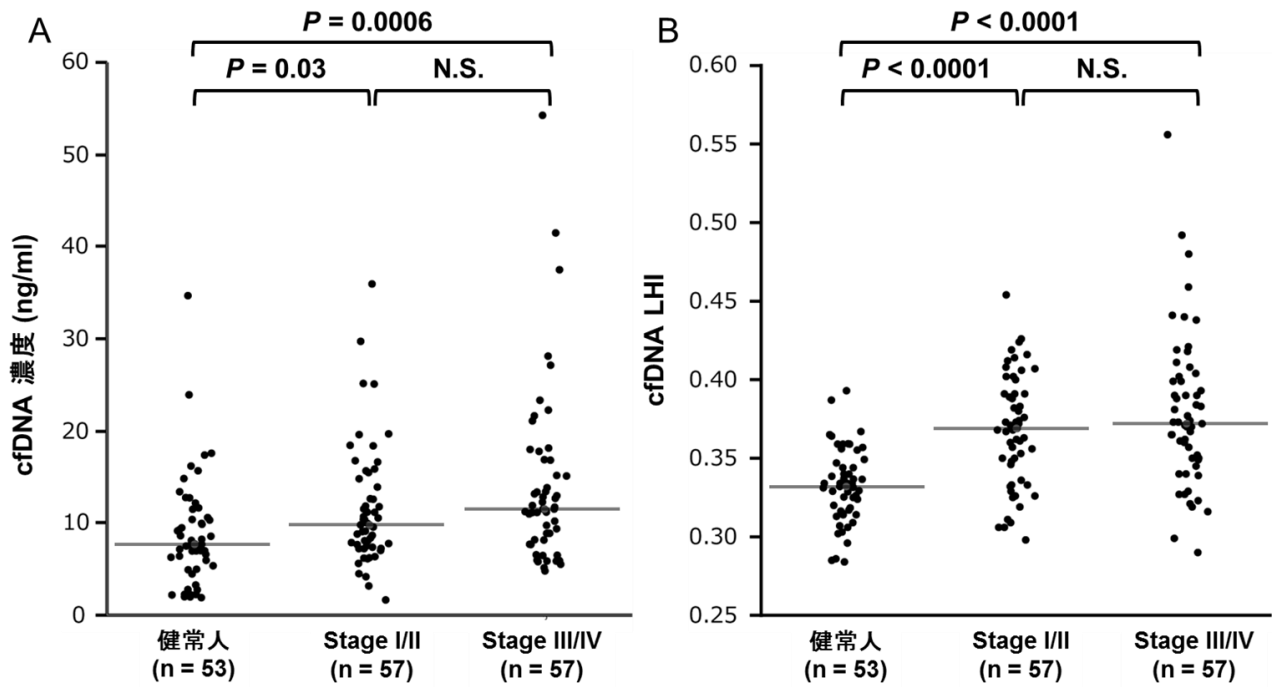 A
P = 0.0006
P = 0.03
N.S.
cfDNA 濃度 (ng/ml)
60
50
40
30
20
10
0
健常人
(n = 53)
Stage I/II
(n = 57)
Stage III/IV
(n = 57)
B
P < 0.0001
P < 0.0001
N.S.
cfDNA LHI
0.60
0.55
0.50
0.45
0.40
0.35
0.30
0.25
健常人
(n = 53)
Stage I/II
(n = 57)
Stage III/IV
(n = 57)